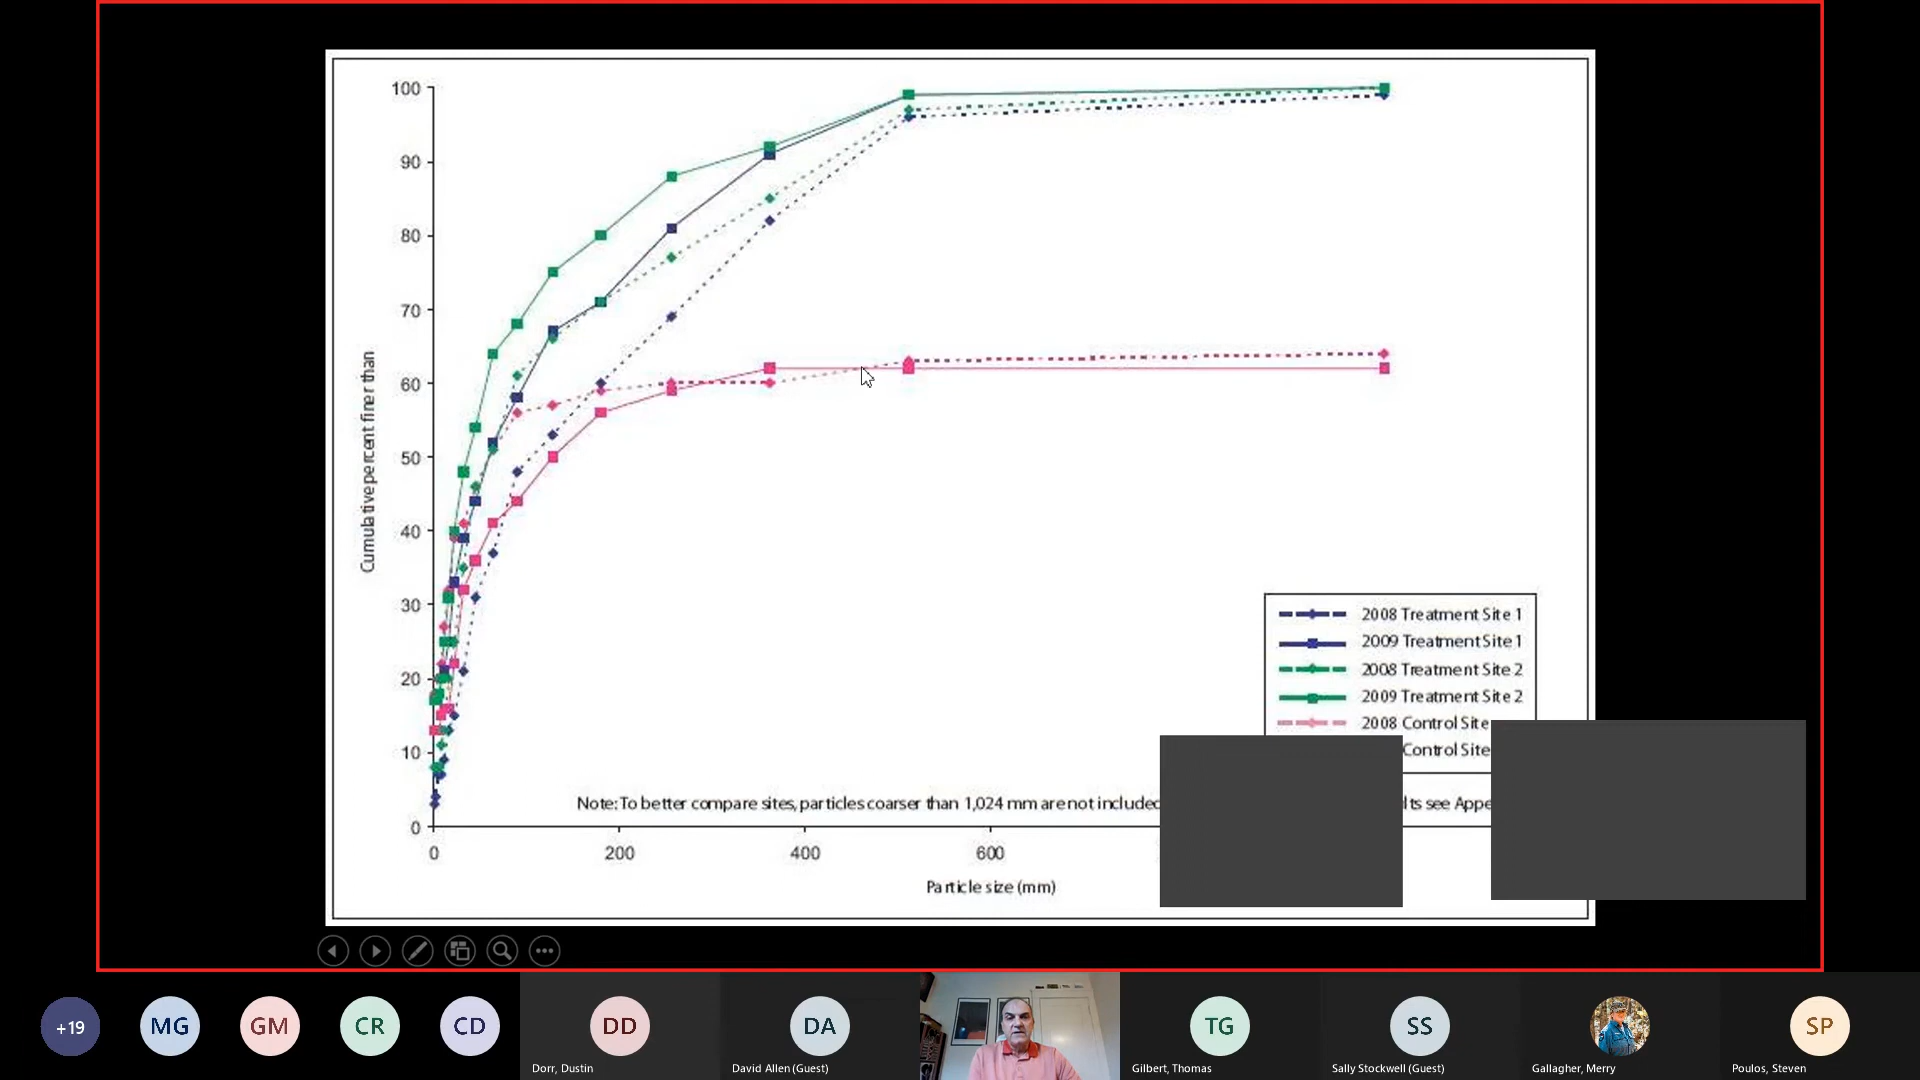 100
90
80
70
60
50
40
30
20
10
0
Cumulative percent finer than
2008 Treatment Site 1
2009 Treatment Site 1
2008 Treatment Site 2
2009 Treatment Site 2
2008 Control Site
Control Site
Note: To better compare sites, particles coarser than 1,024 mm are not included
see
0
200
400
600
Particle size (mm)
+19
MG
GM
CR
CD
DD
DA
TG
SS
SP
Dorr, Dustin
David Allen (Guest)
Gilbert, Thomas
Sally Stockwell (Guest)
Gallagher, Merry
Poulos, Steven